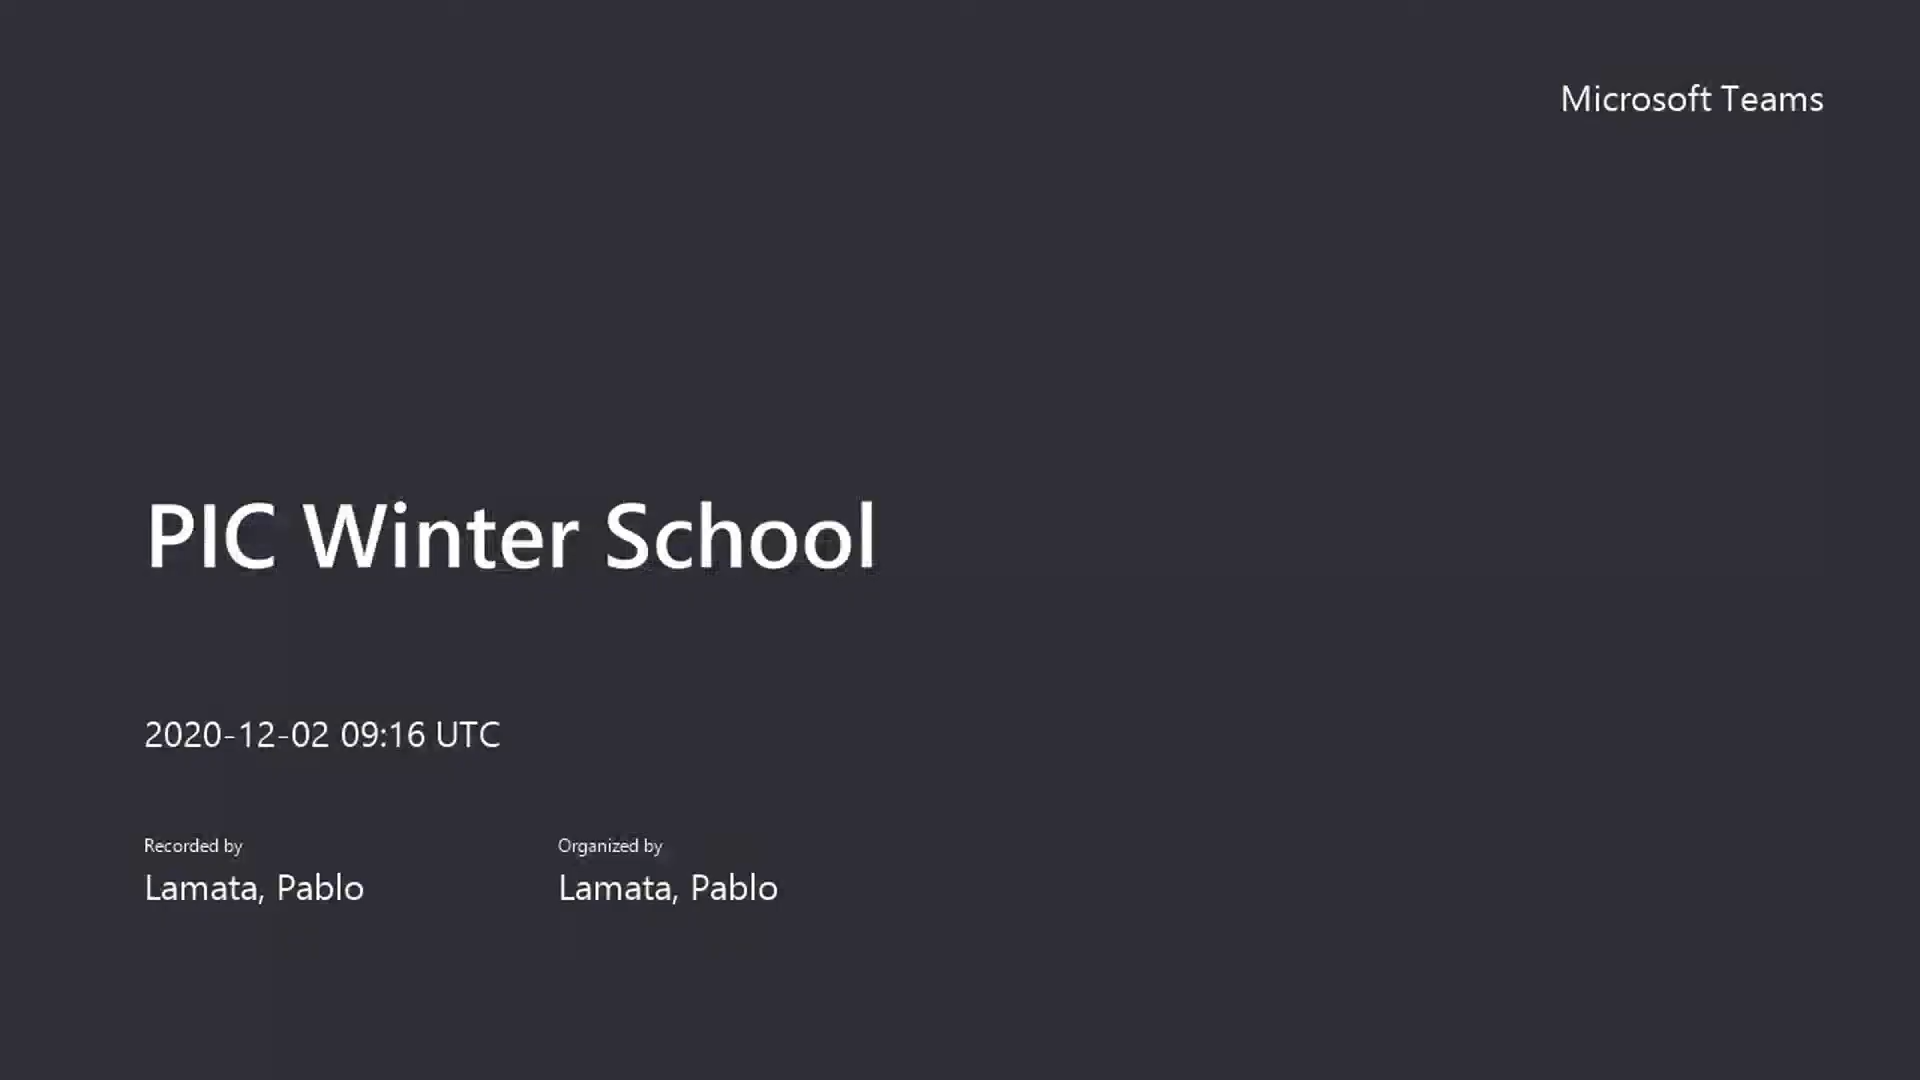 Microsoft Teams
PIC Winter School
2020-12-02 09:16 UTC
Recorded by
Lamata, Pablo
Organized by
Lamata, Pablo